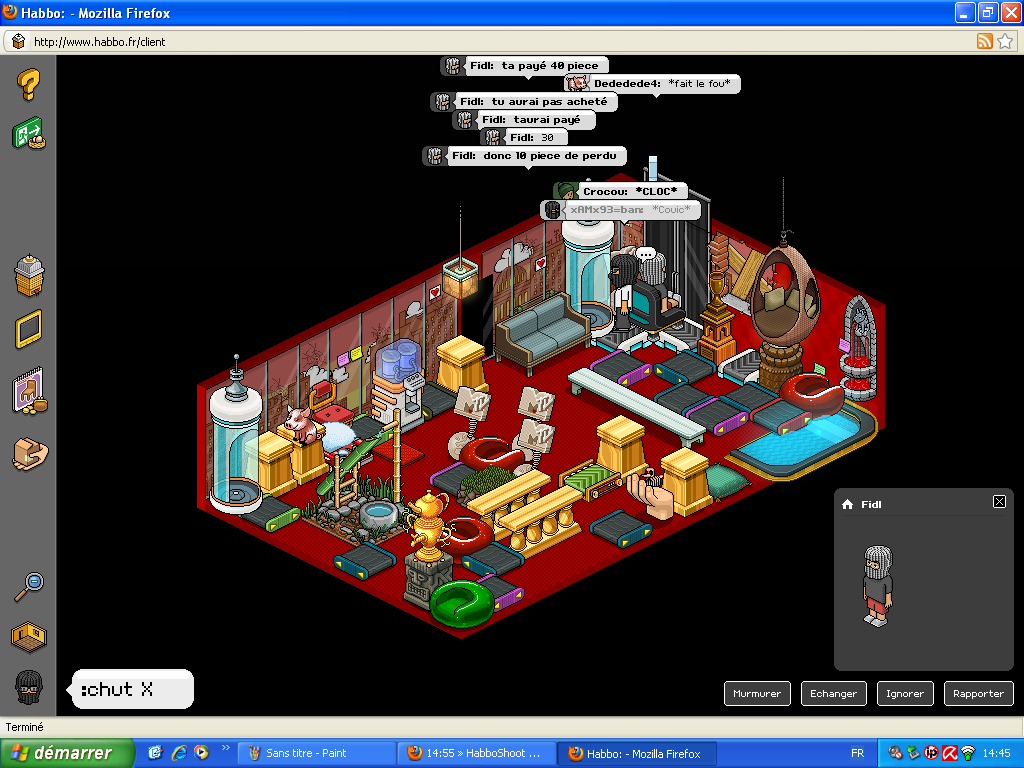 Habbo: - Mozilla Firefox
http://www.habbo.fr/client
Fidl: ta payé 40 piece
Dededede4: *fait le fou*
Fidl: tu aurai pas acheté
Fidl: taurai payé
Fidl: 30
Fidl: donc 10 piece de perdu
Crocou: *CLOC*
xAMx93=ban: *Couic*
...
Fidl
:chut X
Murmurer
Echanger
Ignorer
Rapporter
Terminé
démarrer
»
Sans titre - Paint
14:55 » HabboShoot ...
Habbo: - Mozilla Firefox
FR
14:45